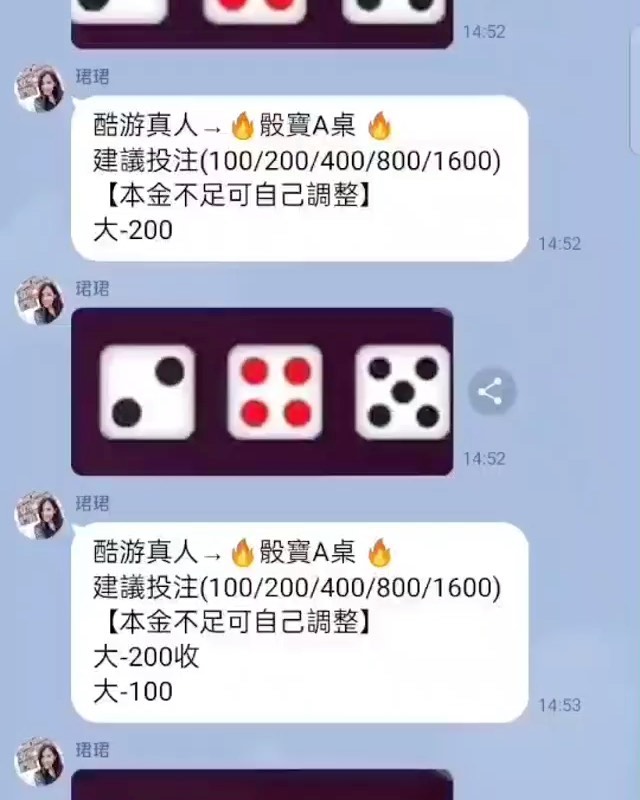 14:52
珺珺
酷游真人→🔥骰寶A桌 🔥
建議投注(100/200/400/800/1600)
【本金不足可自己調整】
大-200
14:52
珺珺
14:52
珺珺
酷游真人→🔥骰寶A桌 🔥
建議投注(100/200/400/800/1600)
【本金不足可自己調整】
大-200收
大-100
14:53
珺珺